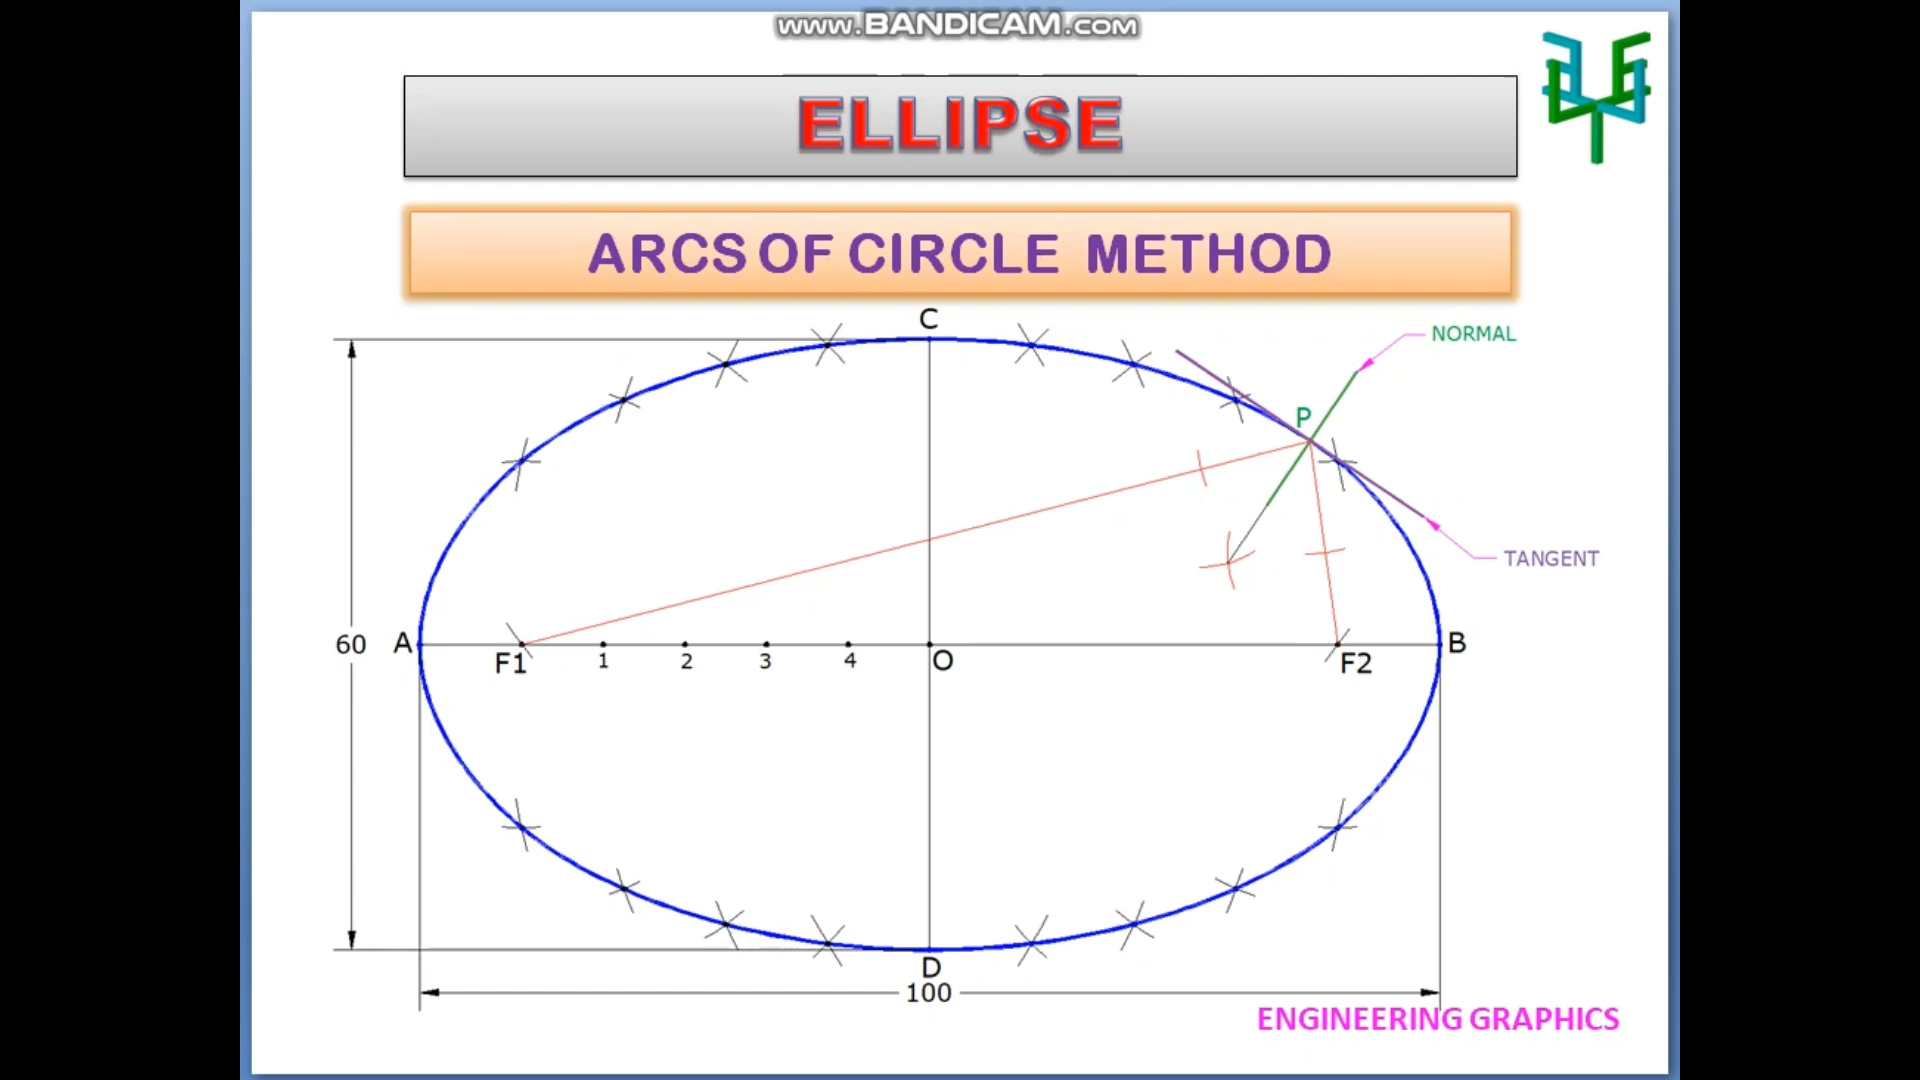 www.BANDICAM.com
ELLIPSE
ARCS OF CIRCLE METHOD
C
NORMAL
P
TANGENT
60
A
B
F1
1
2
3
4
O
F2
D
100
ENGINEERING GRAPHICS